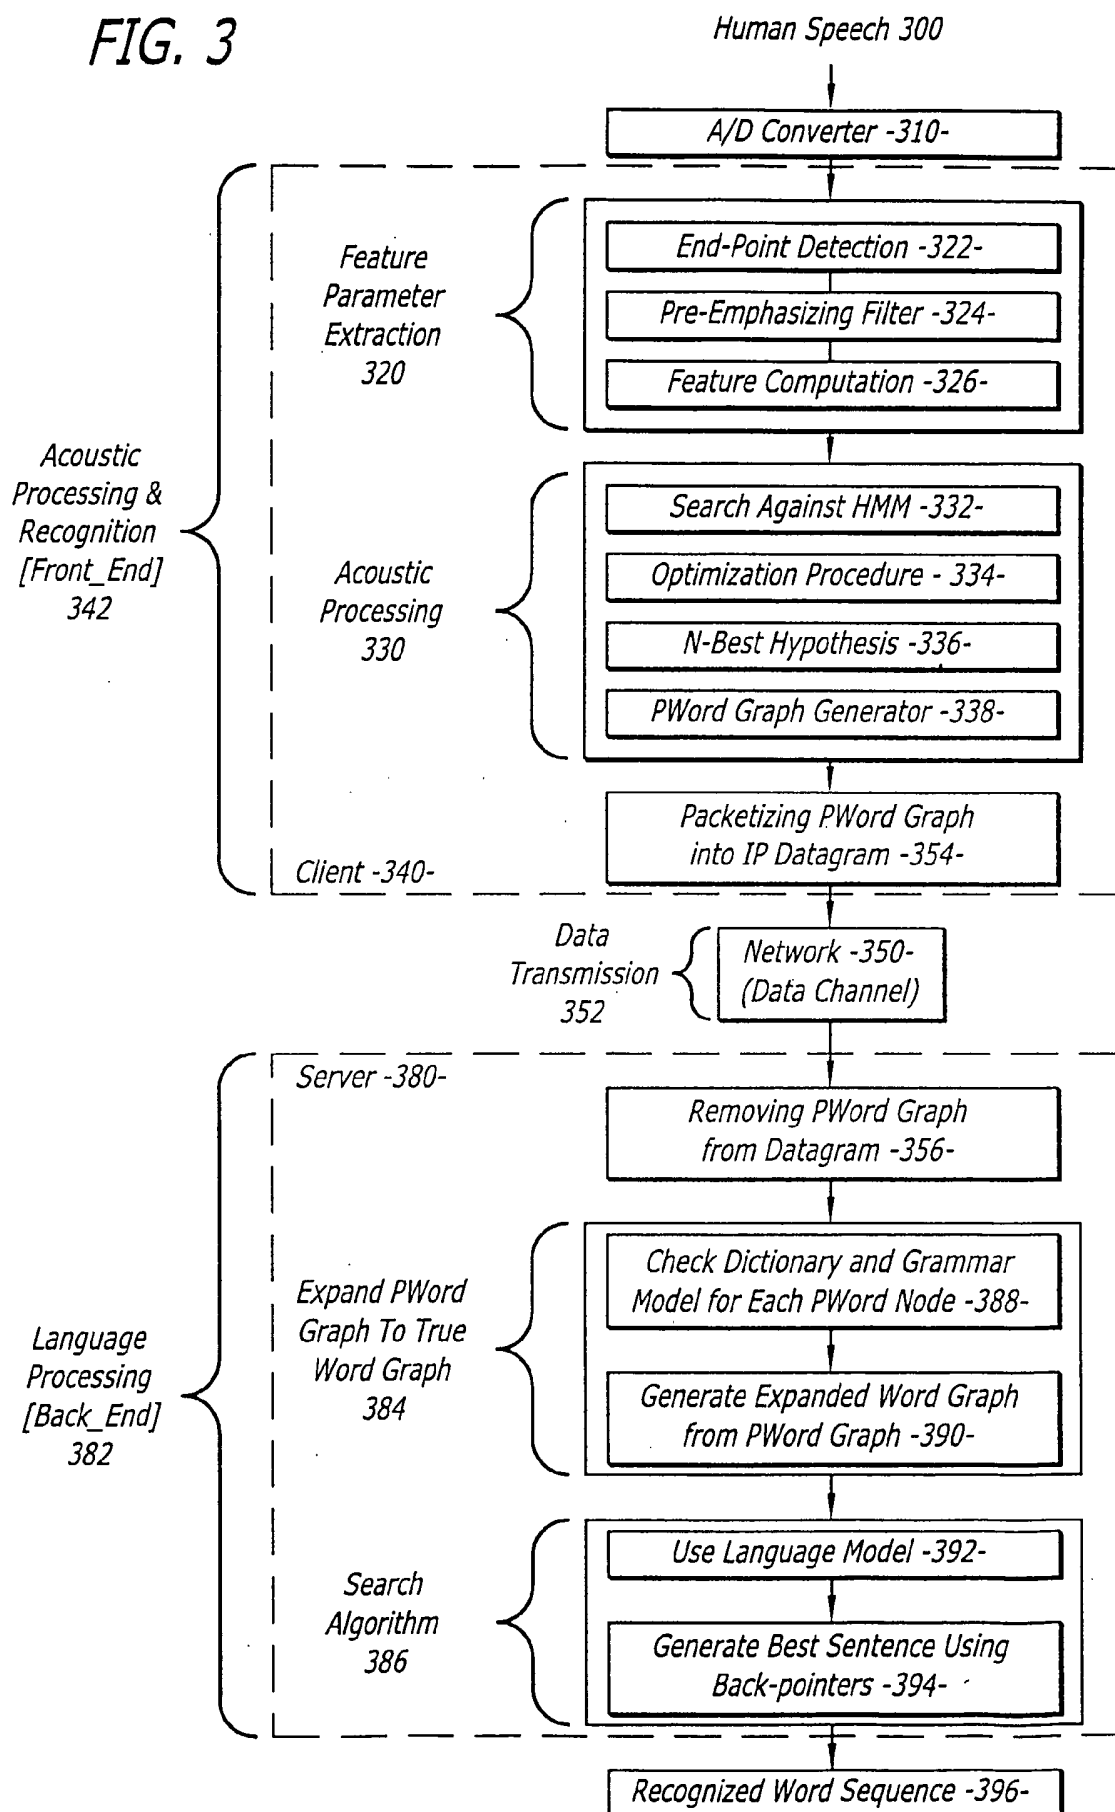 FIG. 3
Human Speech 300
A/D Converter -310-
Feature
Parameter
Extraction
320
End-Point Detection -322-
Pre-Emphasizing Filter -324-
Feature Computation -326-
Acoustic
Processing &
Recognition
[Front_End]
342
Acoustic
Processing
330
Search Against HMM -332-
Optimization Procedure - 334-
N-Best Hypothesis -336-
PWord Graph Generator -338-
Packetizing PWord Graph
into IP Datagram -354-
Client -340-
Data
Transmission
352
Network -350-
(Data Channel)
Server -380-
Removing PWord Graph
from Datagram -356-
Language
Processing
[Back_End]
382
Expand PWord
Graph To True
Word Graph
384
Check Dictionary and Grammar
Model for Each PWord Node -388-
Generate Expanded Word Graph
from PWord Graph -390-
Search
Algorithm
386
Use Language Model -392-
Generate Best Sentence Using
Back-pointers -394-
Recognized Word Sequence -396-